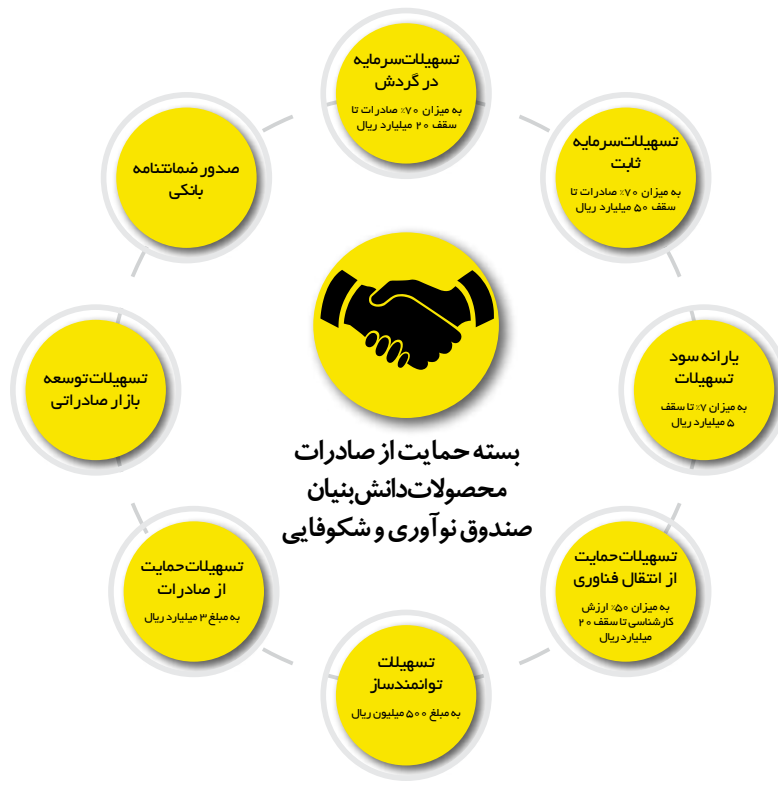 تسهیلات سرمایه
در گردش
به میزان ۷۰٪ صادرات تا
سقف ۲۰ میلیارد ریال
تسهیلات سرمایه
ثابت
به میزان ۷۰٪ صادرات تا
سقف ۵۰ میلیارد ریال
یارانه سود
تسهیلات
به میزان ۷٪ تا سقف
۵ میلیارد ریال
تسهیلات حمایت
از انتقال فناوری
به میزان ۵۰٪ ارزش
کارشناسی تا سقف ۲۰
میلیارد ریال
تسهیلات
توانمندساز
به مبلغ ۵۰۰ میلیون ریال
تسهیلات حمایت
از صادرات
به مبلغ ۳ میلیارد ریال
تسهیلات توسعه
بازار صادراتی
صدور ضمانتنامه
بانکی
بسته حمایت از صادرات
محصولات دانش‌بنیان
صندوق نوآوری و شکوفایی